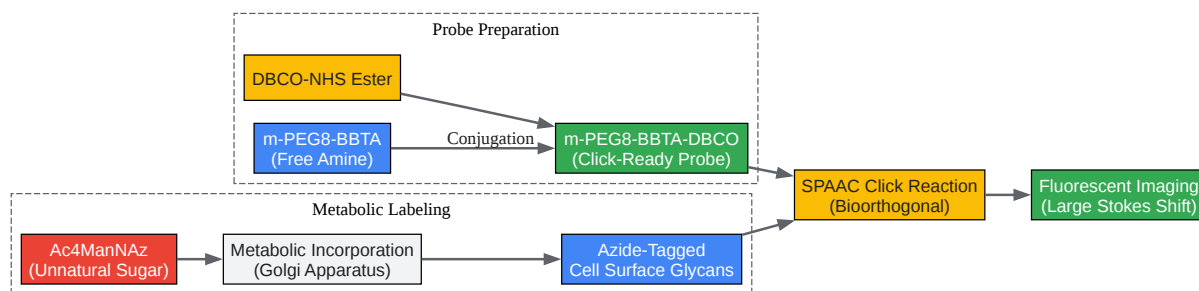 Probe Preparation
DBCO-NHS Ester
m-PEG8-BBTA
(Free Amine)
Conjugation
m-PEG8-BBTA-DBCO
(Click-Ready Probe)
SPAAC Click Reaction
(Bioorthogonal)
Fluorescent Imaging
(Large Stokes Shift)
Metabolic Labeling
Ac4ManNAz
(Unnatural Sugar)
Metabolic Incorporation
(Golgi Apparatus)
Azide-Tagged
Cell Surface Glycans